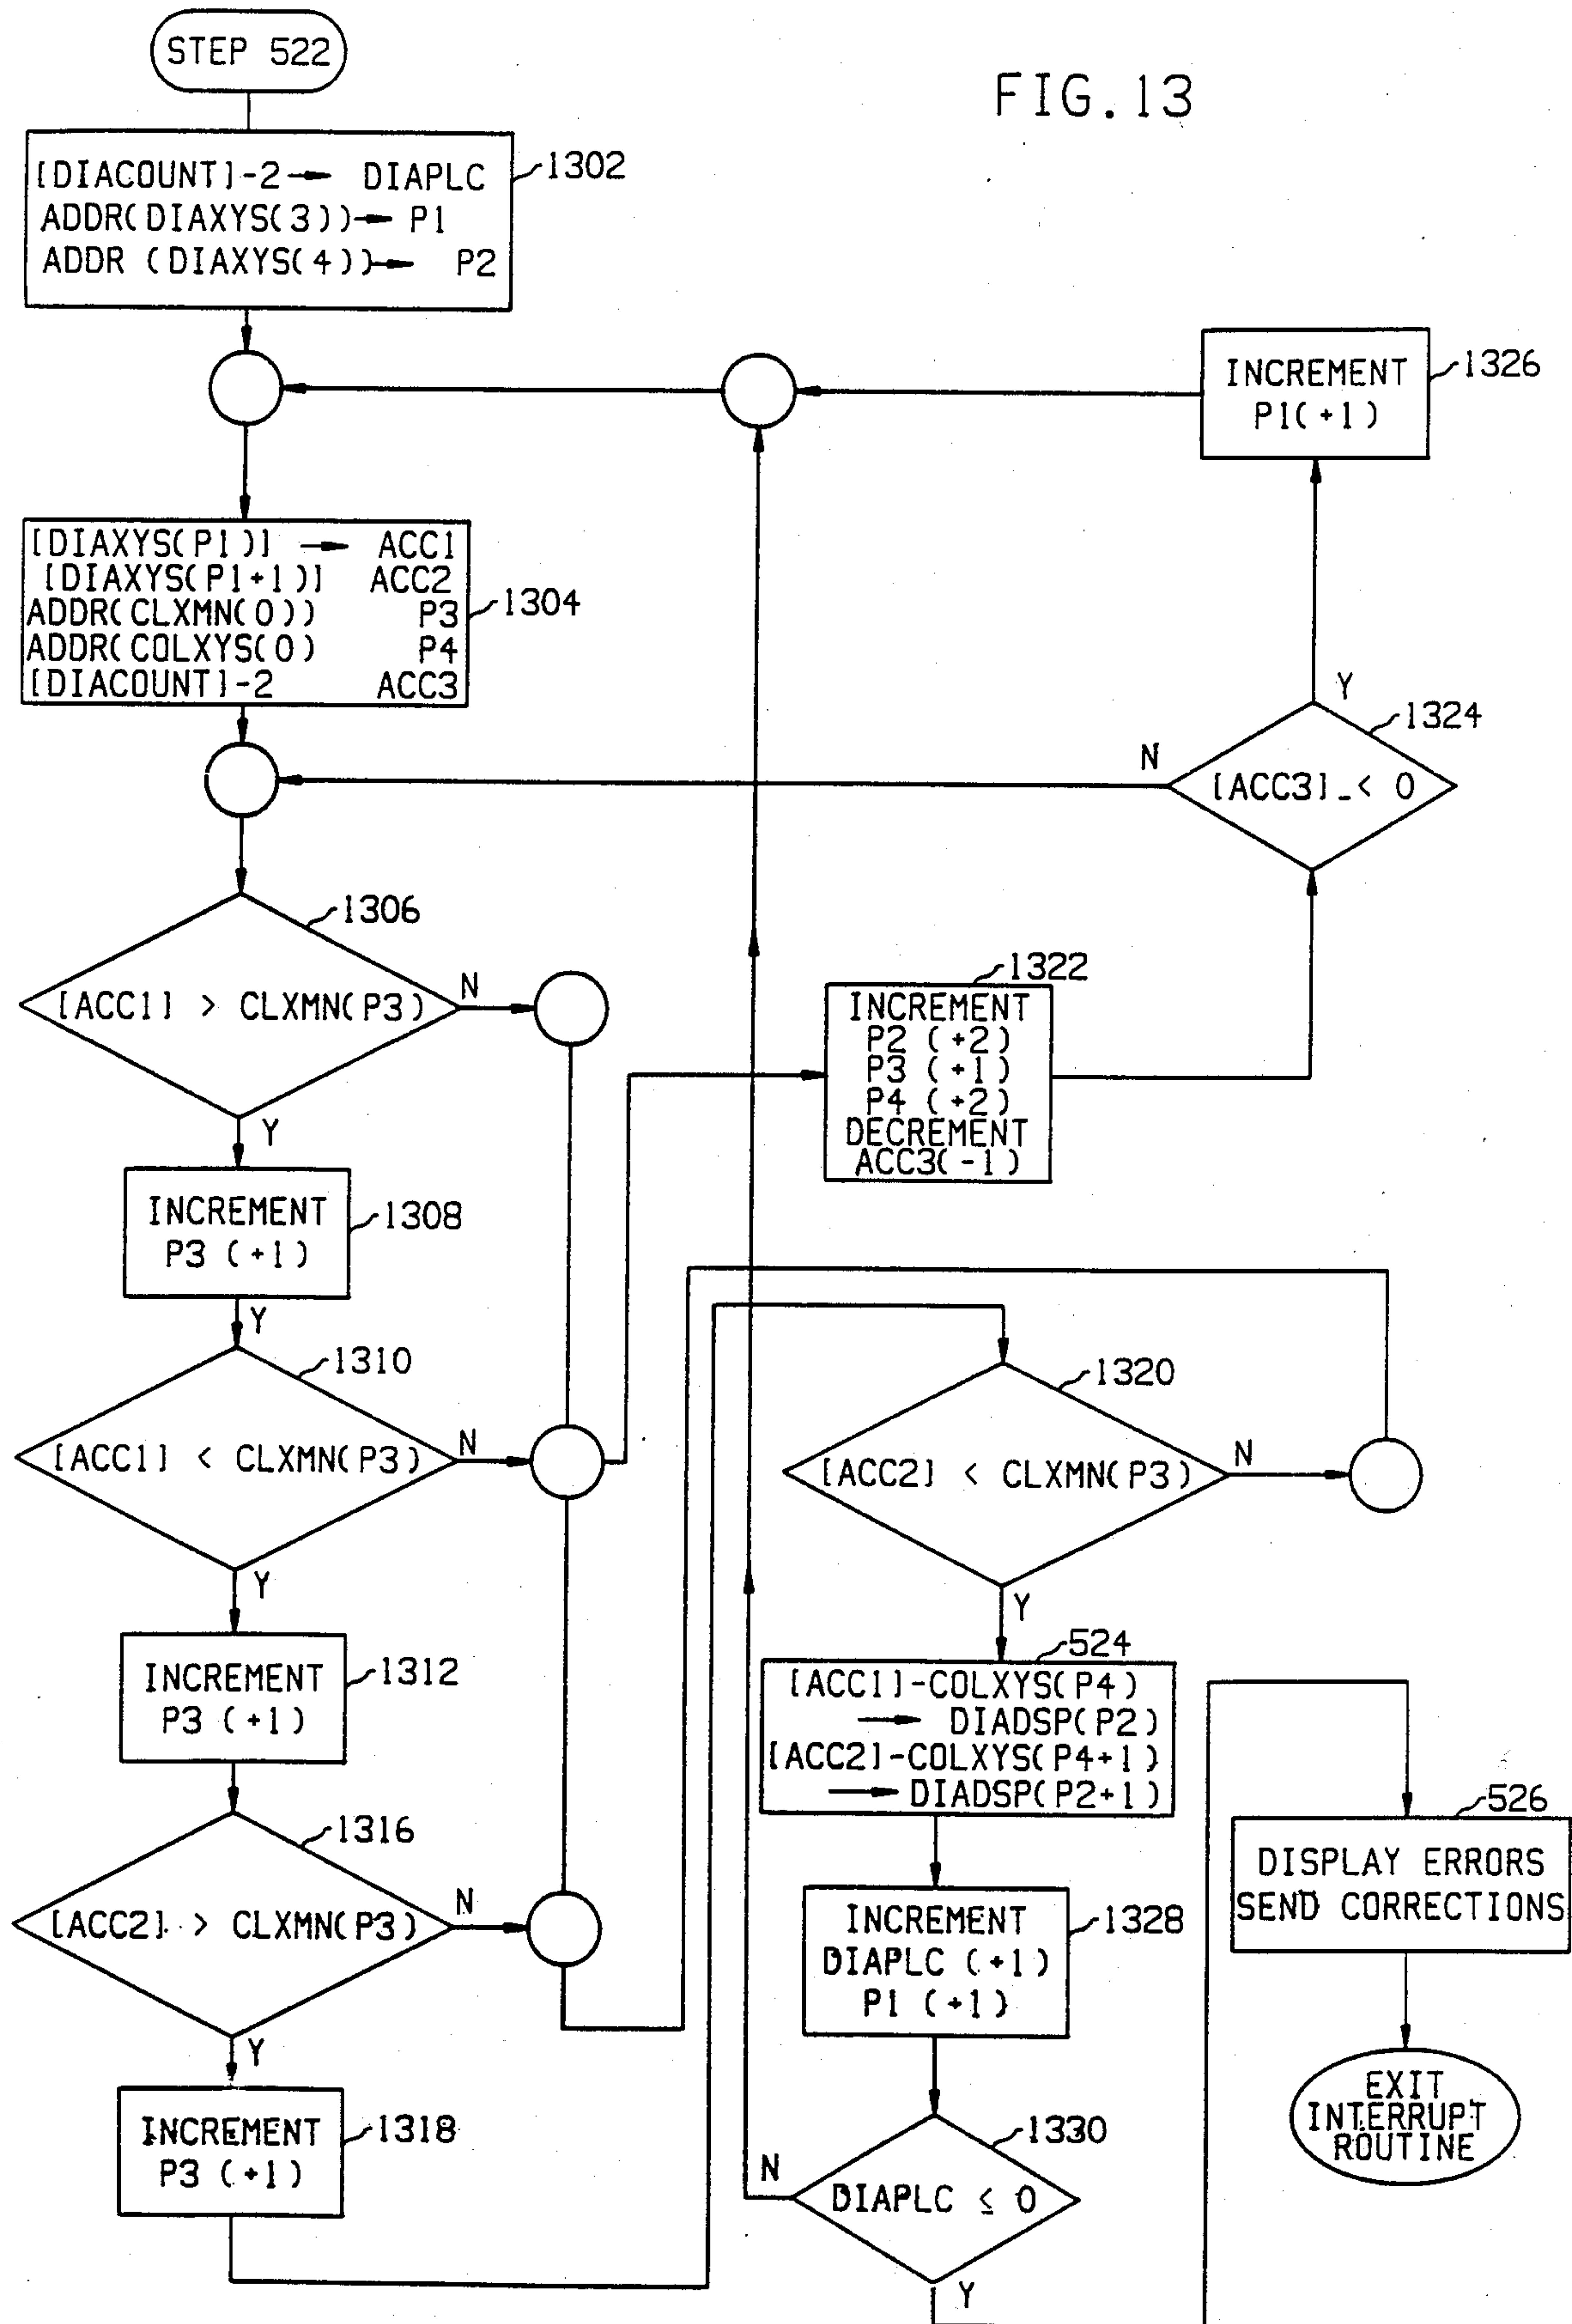 STEP 522
FIG.13
[DIACOUNT]-2→ DIAPLC
ADDR(DIAXYS(3))→ P1
ADDR (DIAXYS(4))→ P2
1302
INCREMENT
P1(+1)
1326
[DIAXYS(P1)] → ACC1
[DIAXYS(P1+1)] ACC2
ADDR(CLXMN(0)) P3
ADDR(COLXYS(0) P4
[DIACOUNT]-2 ACC3
1304
Y
1324
N
[ACC3] < 0
1306
[ACC1] > CLXMN(P3)
N
Y
1322
INCREMENT
P2 (+2)
P3 (+1)
P4 (+2)
DECREMENT
ACC3(-1)
INCREMENT
P3 (+1)
1308
Y
1310
[ACC1] < CLXMN(P3)
N
Y
1320
[ACC2] < CLXMN(P3)
N
Y
INCREMENT
P3 (+1)
1312
524
[ACC1]-COLXYS(P4)
→ DIADSP(P2)
[ACC2]-COLXYS(P4+1)
→ DIADSP(P2+1)
1316
[ACC2] > CLXMN(P3)
N
Y
526
DISPLAY ERRORS
SEND CORRECTIONS
INCREMENT
DIAPLC (+1)
P1 (+1)
1328
INCREMENT
P3 (+1)
1318
EXIT
INTERRUPT
ROUTINE
1330
N
DIAPLC ≤ 0
Y